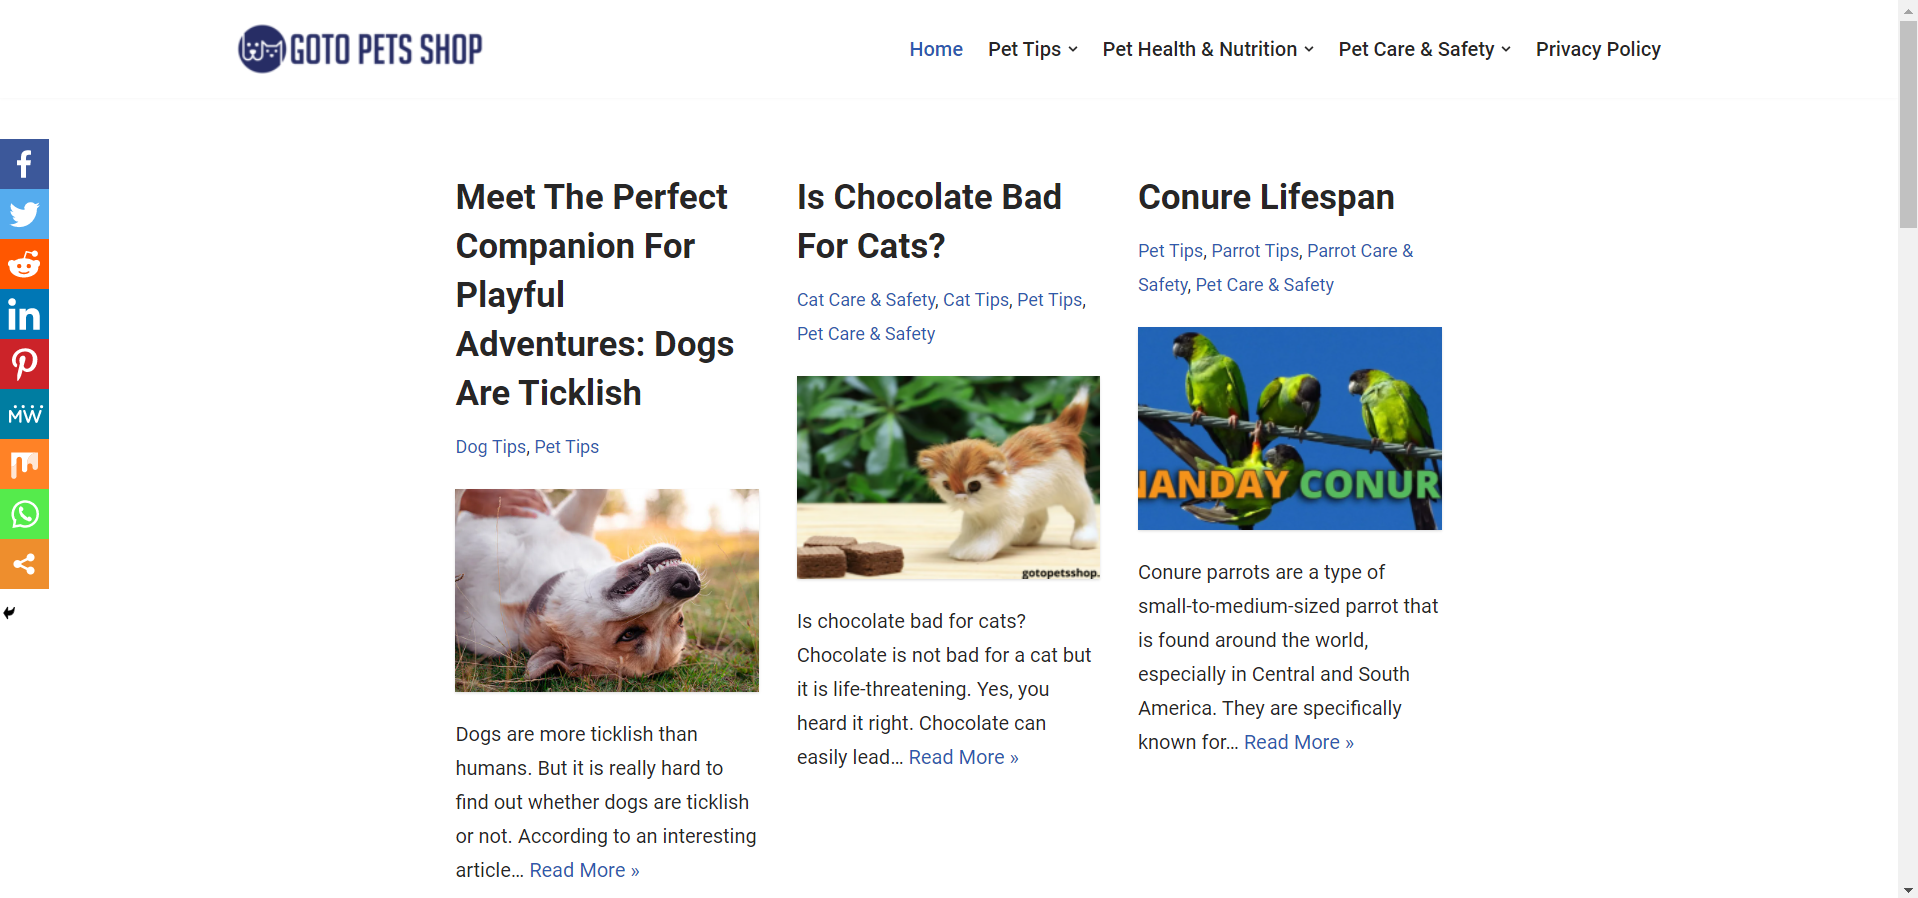 GOTO PETS SHOP
Home Pet Tips Pet Health & Nutrition Pet Care & Safety Privacy Policy
Meet The Perfect
Companion For
Playful
Adventures: Dogs
Are Ticklish
Dog Tips, Pet Tips
Dogs are more ticklish than
humans. But it is really hard to
find out whether dogs are ticklish
or not. According to an interesting
article… Read More »
Is Chocolate Bad
For Cats?
Cat Care & Safety, Cat Tips, Pet Tips,
Pet Care & Safety
gotopetsshop.
Is chocolate bad for cats?
Chocolate is not bad for a cat but
it is life-threatening. Yes, you
heard it right. Chocolate can
easily lead… Read More »
Conure Lifespan
Pet Tips, Parrot Tips, Parrot Care &
Safety, Pet Care & Safety
NANDAY CONUR
Conure parrots are a type of
small-to-medium-sized parrot that
is found around the world,
especially in Central and South
America. They are specifically
known for… Read More »
f
in
MW